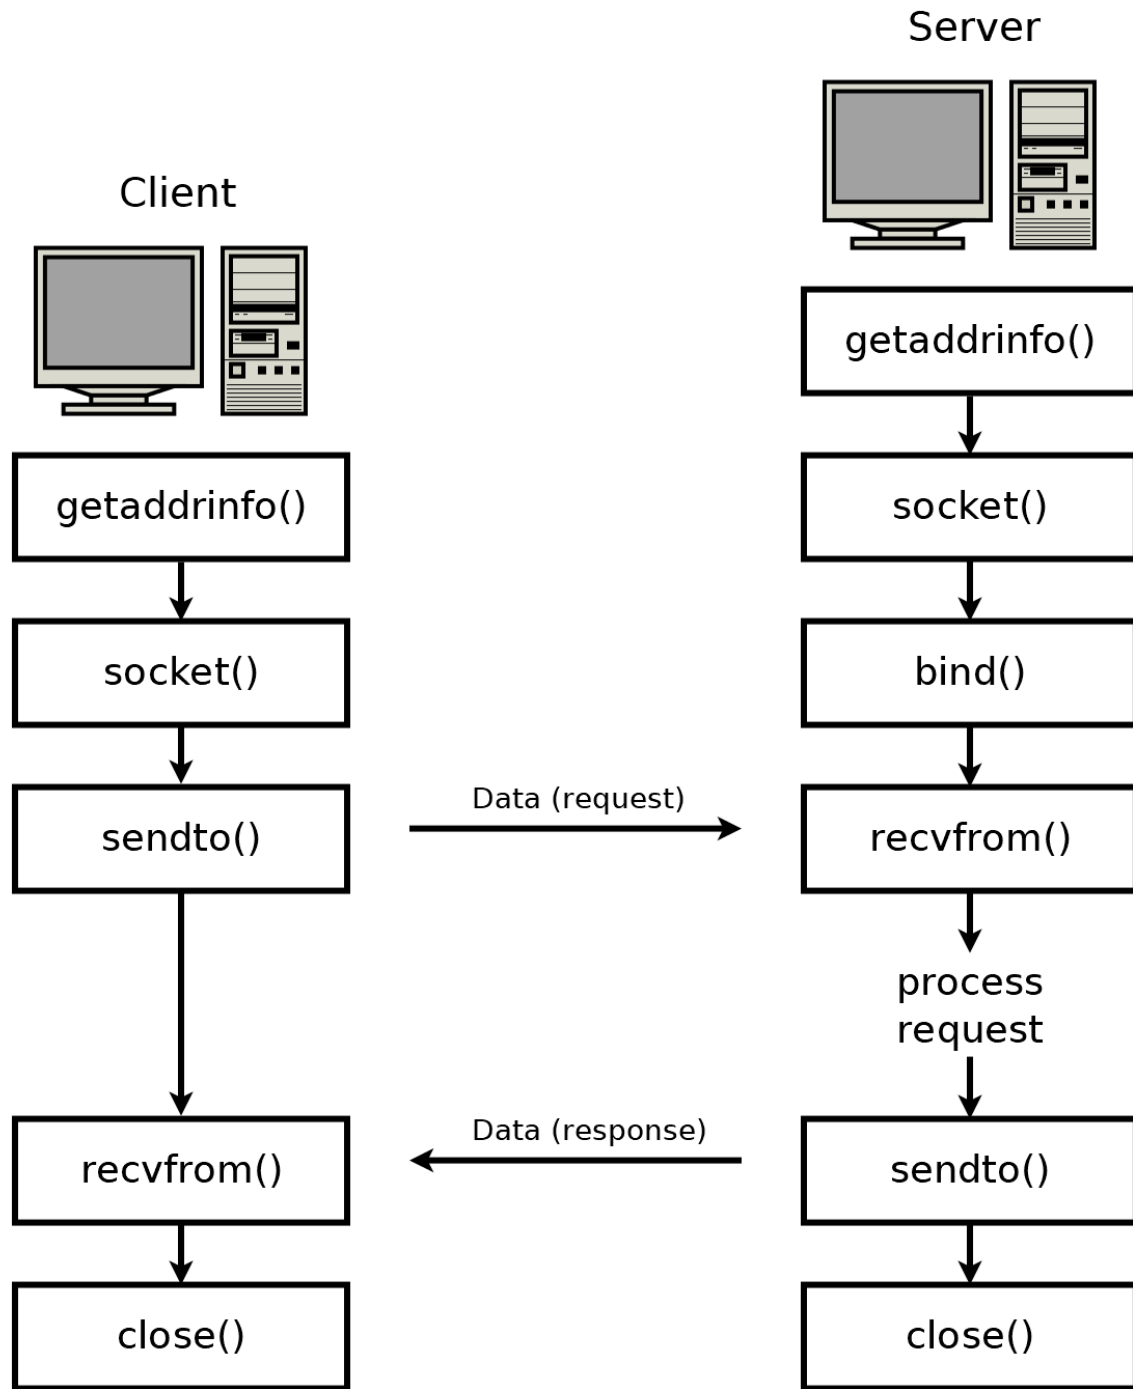 Server
Client
getaddrinfo()
getaddrinfo()
socket()
socket()
bind()
Data (request)
sendto()
recvfrom()
process
request
Data (response)
recvfrom()
sendto()
close()
close()